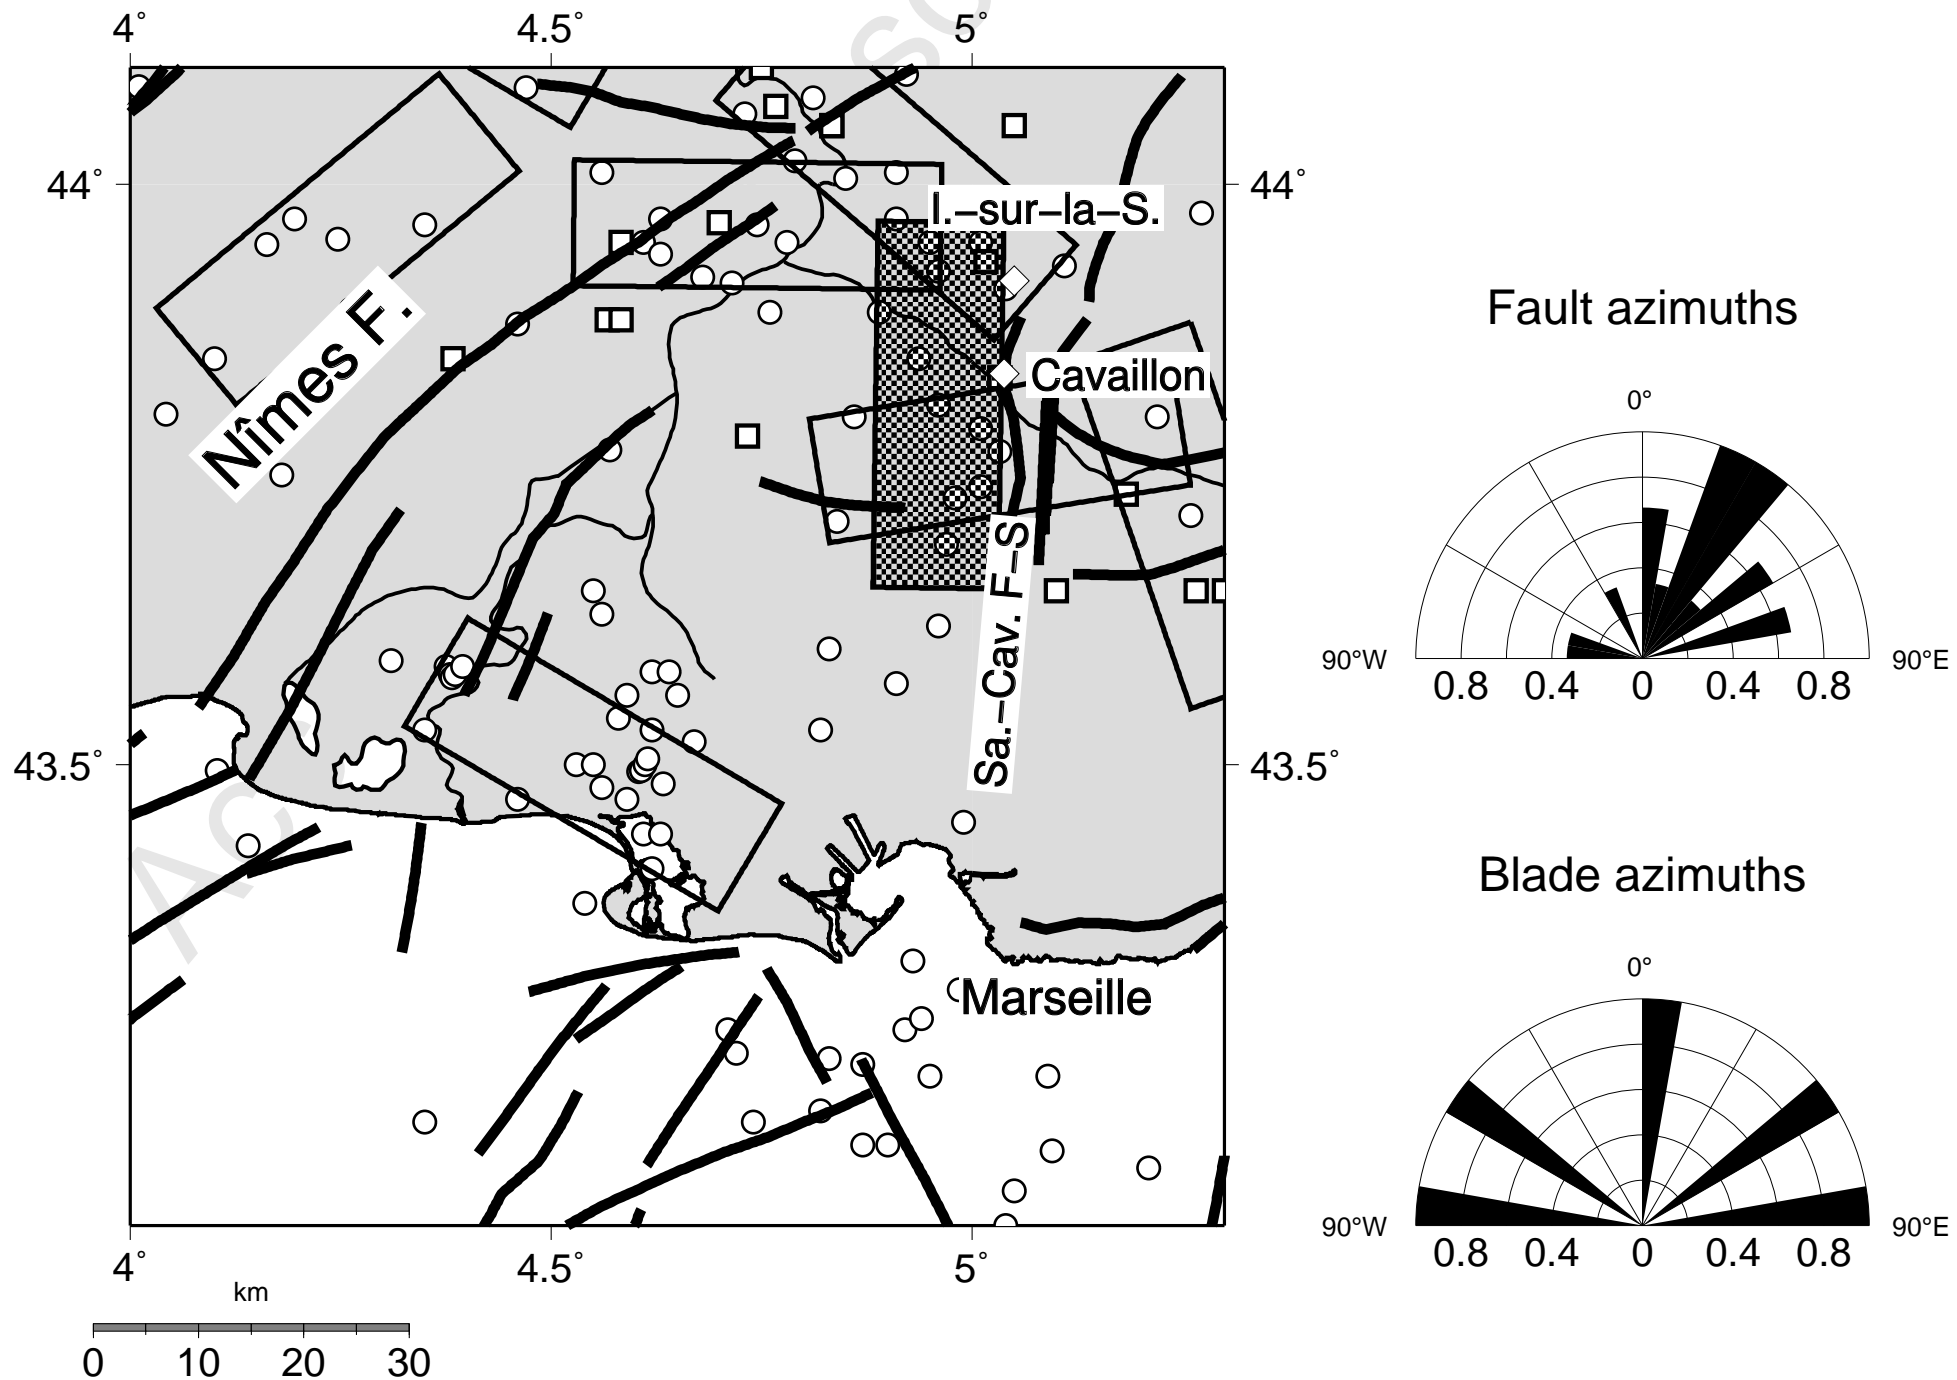 4° 4.5° 5°
44° 44°
I.–sur–la–S.
Nîmes F.
Cavaillon
Sa.–Cav. F–S
43.5° 43.5°
Marseille
4° 4.5° 5°
km
0 10 20 30
Fault azimuths
0°
90°W 90°E
0.8 0.4 0 0.4 0.8
Blade azimuths
0°
90°W 90°E
0.8 0.4 0 0.4 0.8